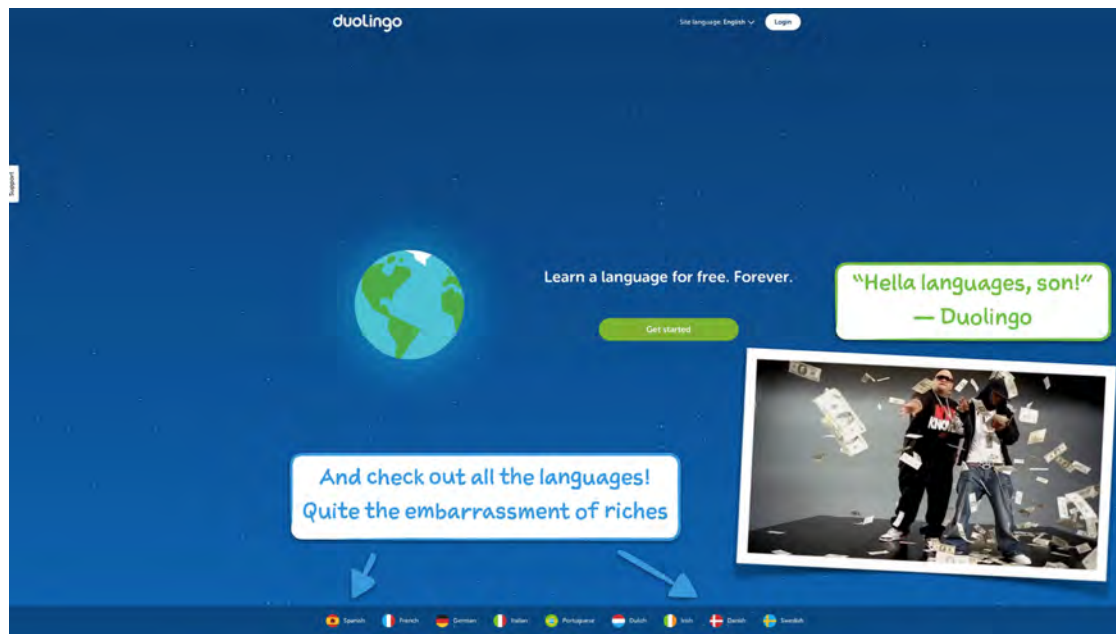 duolingo
Site language: English
Login
Support
Learn a language for free. Forever.
Get started
"Hella languages, son!"
— Duolingo
And check out all the languages!
Quite the embarrassment of riches
Spanish
French
German
Italian
Portuguese
Dutch
Irish
Danish
Swedish